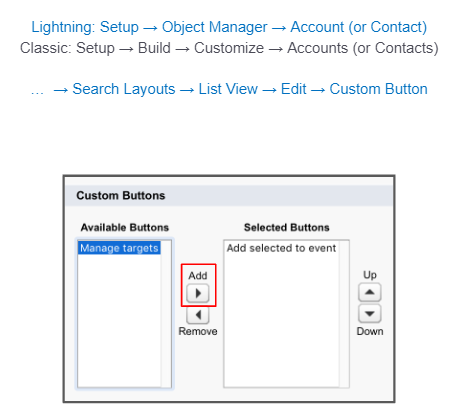 Lightning: Setup → Object Manager → Account (or Contact)
Classic: Setup → Build → Customize → Accounts (or Contacts)
... → Search Layouts → List View → Edit → Custom Button
Custom Buttons
Available Buttons
Selected Buttons
Manage targets
Add selected to event
Add
Remove
Up
Down